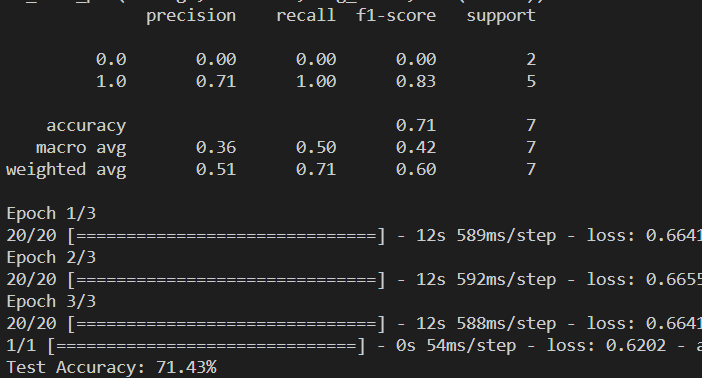 precision recall f1-score support
0.0 0.00 0.00 0.00 2
1.0 0.71 1.00 0.83 5
accuracy 0.71 7
macro avg 0.36 0.50 0.42 7
weighted avg 0.51 0.71 0.60 7
Epoch 1/3
20/20 [==============================] - 12s 589ms/step - loss: 0.6641
Epoch 2/3
20/20 [==============================] - 12s 592ms/step - loss: 0.6655
Epoch 3/3
20/20 [==============================] - 12s 588ms/step - loss: 0.6641
1/1 [==============================] - 0s 54ms/step - loss: 0.6202 - a
Test Accuracy: 71.43%